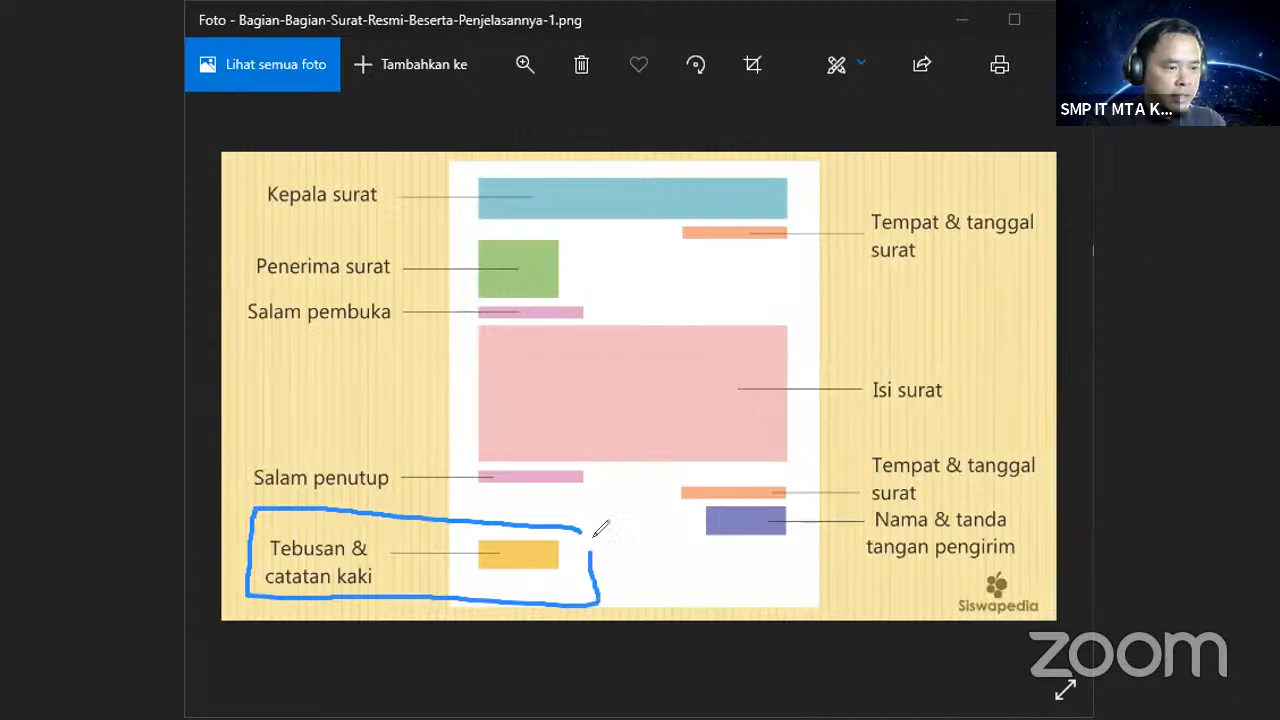 Foto - Bagian-Bagian-Surat-Resmi-Beserta-Penjelasannya-1.png
Lihat semua foto
Tambahkan ke
SMP IT MTA K...
Kepala surat
Tempat & tanggal
surat
Penerima surat
Salam pembuka
Isi surat
Salam penutup
Tempat & tanggal
surat
Nama & tanda
tangan pengirim
Tebusan &
catatan kaki
Siswapedia
zoom